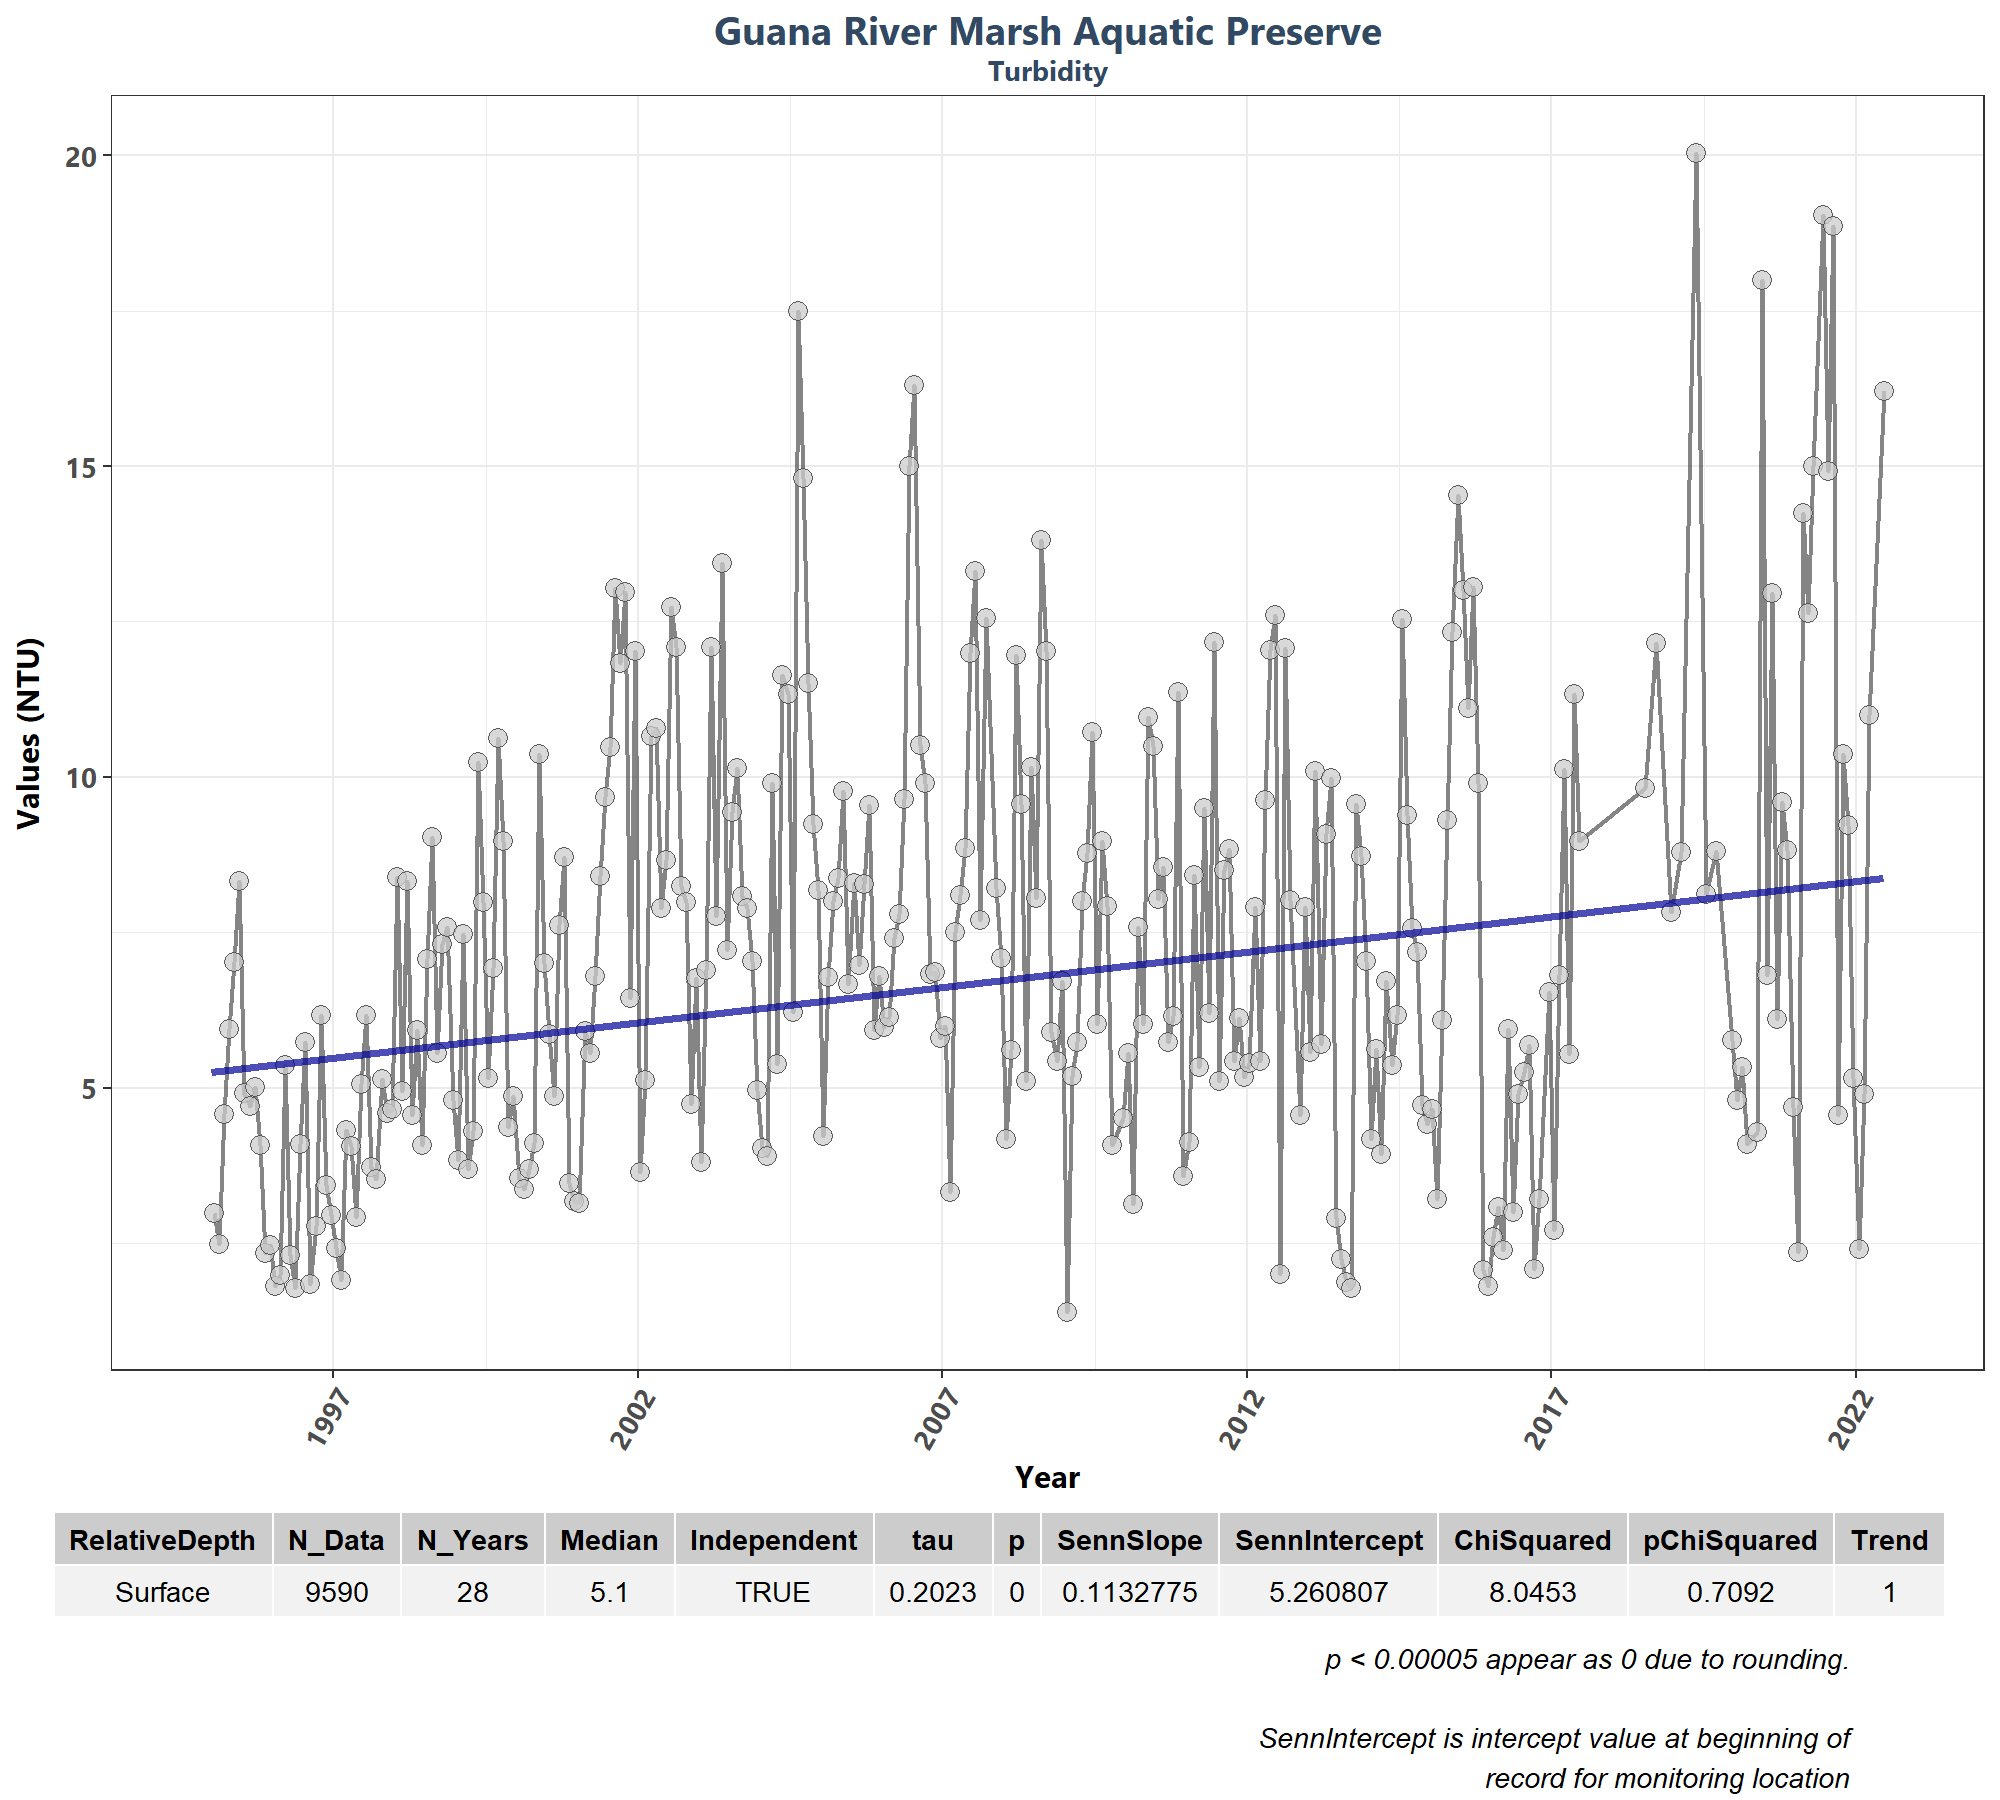 Guana River Marsh Aquatic Preserve
Turbidity
Values (NTU)
20
15
10
5
1997 2002 2007 2012 2017 2022
Year
RelativeDepth N_Data N_Years Median Independent tau p SennSlope SennIntercept ChiSquared pChiSquared Trend
Surface 9590 28 5.1 TRUE 0.2023 0 0.1132775 5.260807 8.0453 0.7092 1
p < 0.00005 appear as 0 due to rounding.
SennIntercept is intercept value at beginning of
record for monitoring location